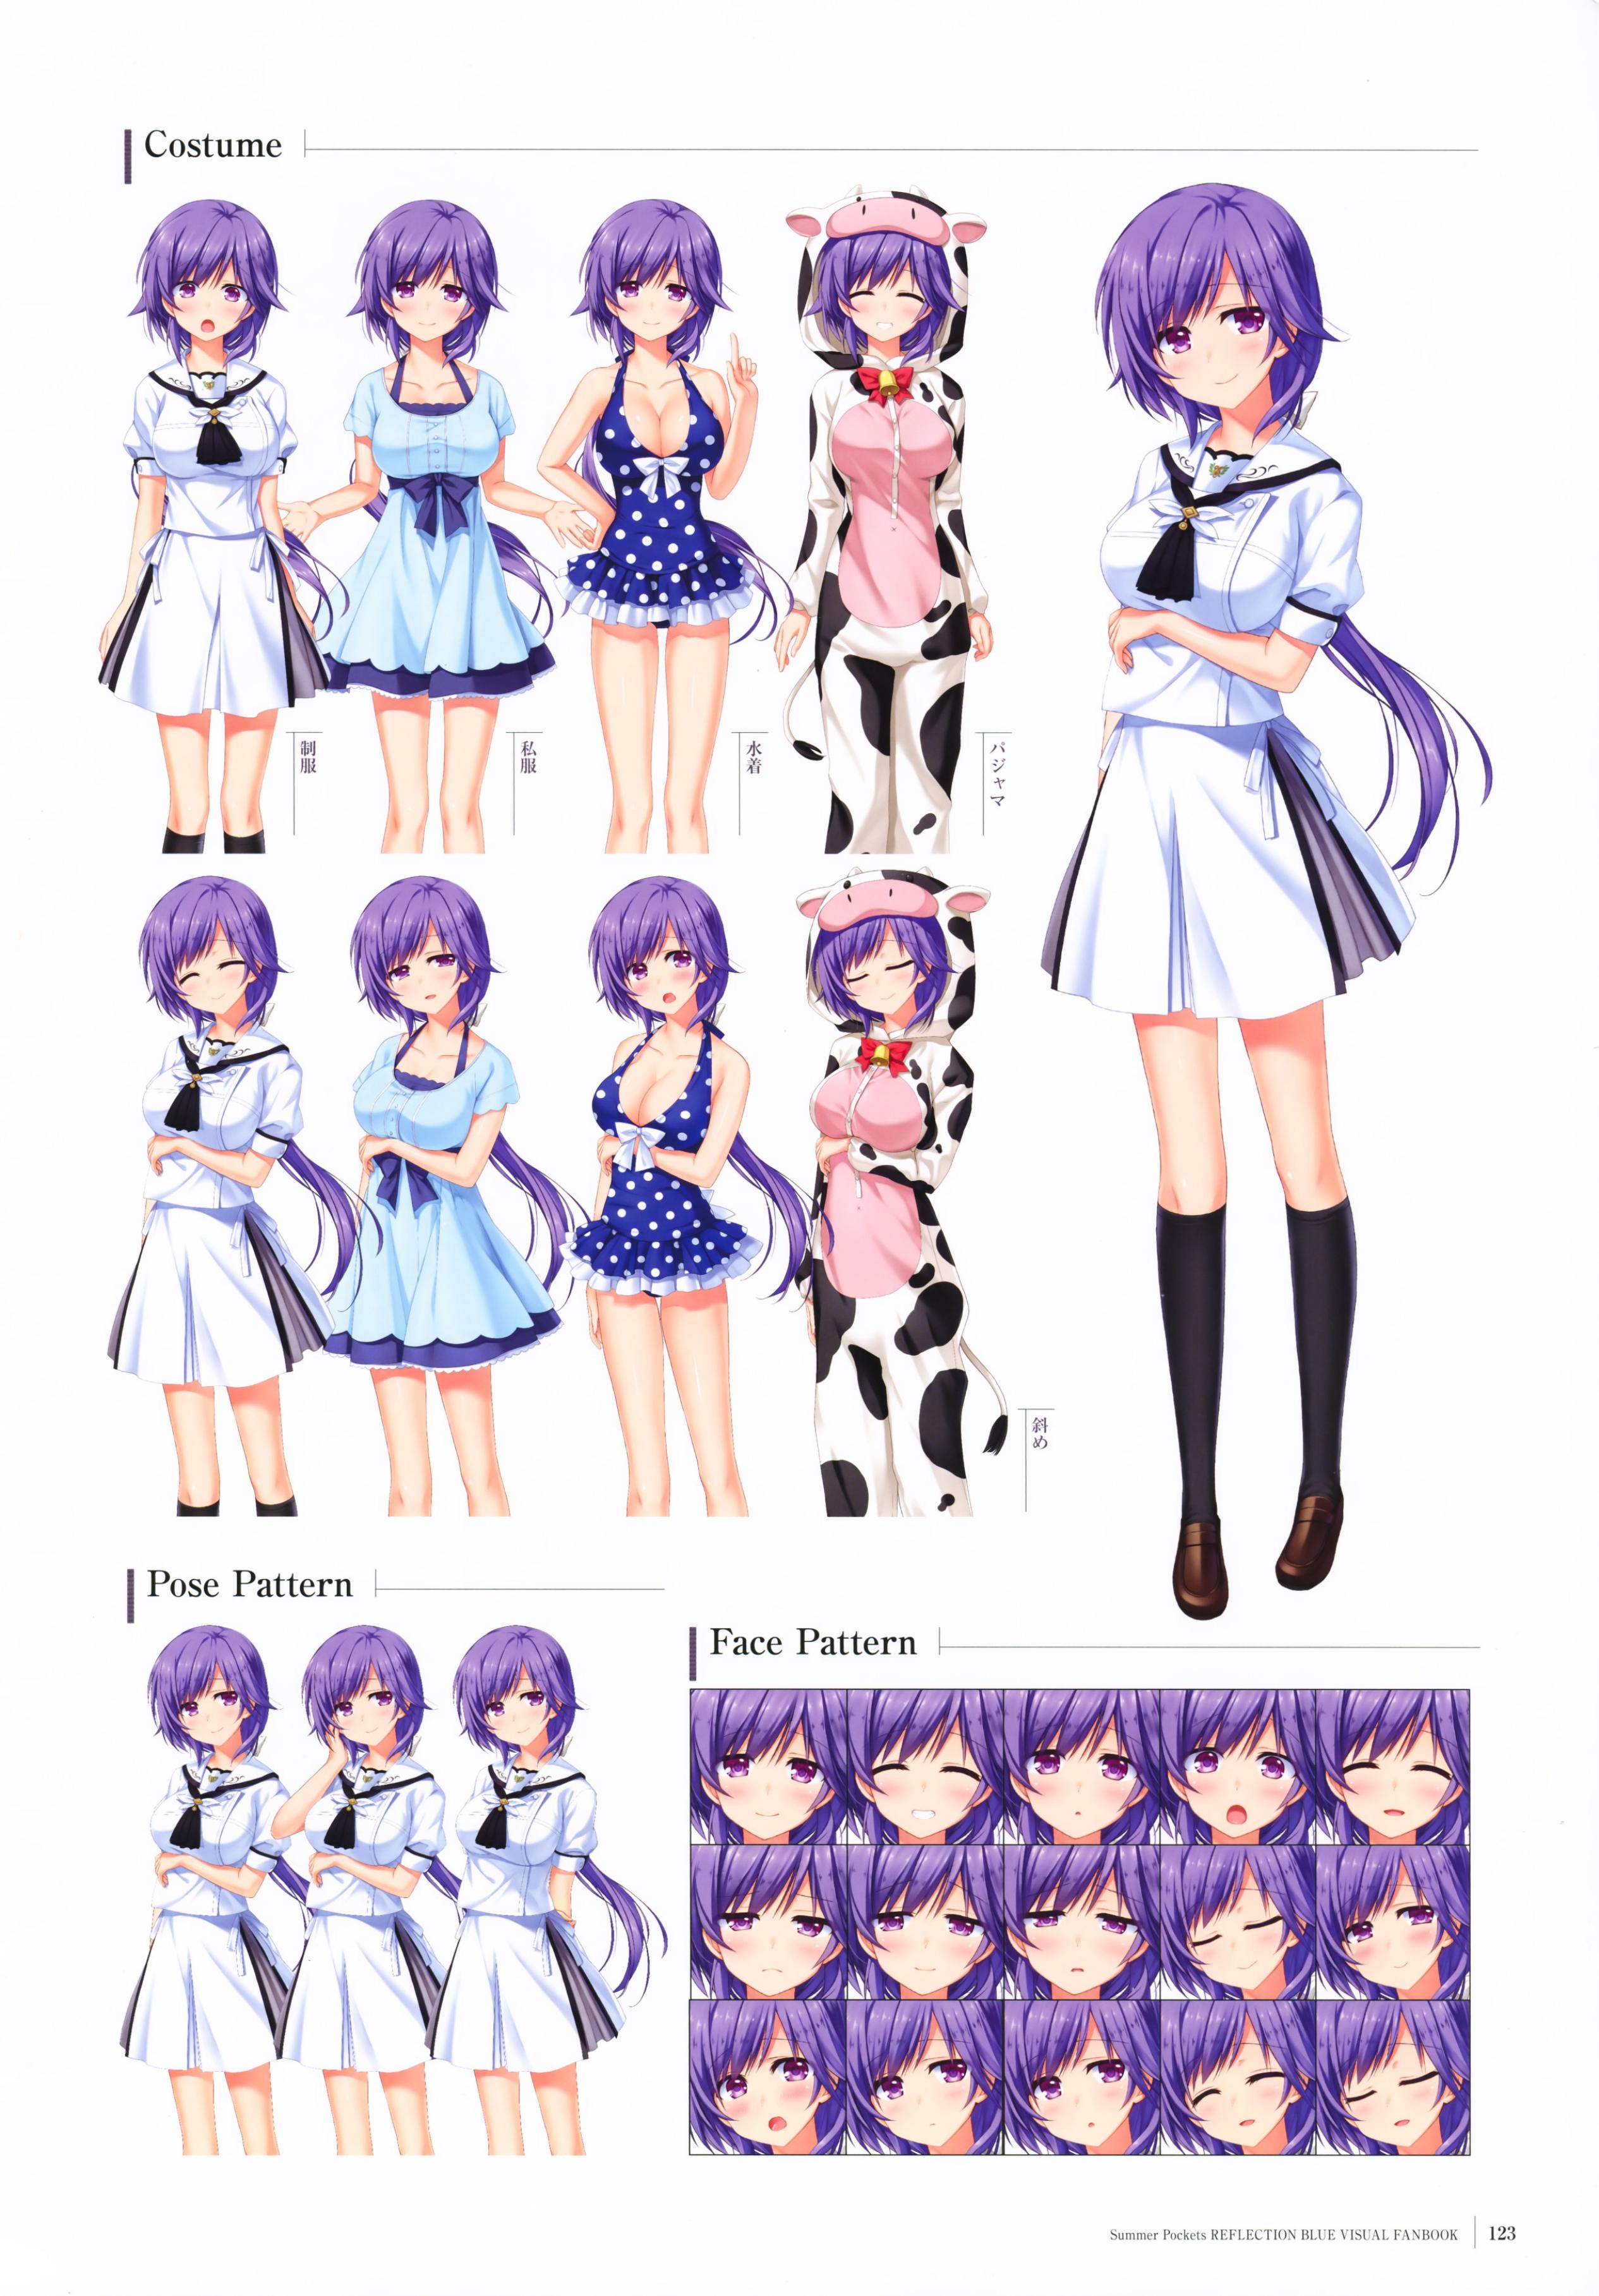 Costume
制服
私服
水着
パジャマ
斜め
Pose Pattern
Face Pattern
Summer Pockets REFLECTION BLUE VISUAL FANBOOK
123